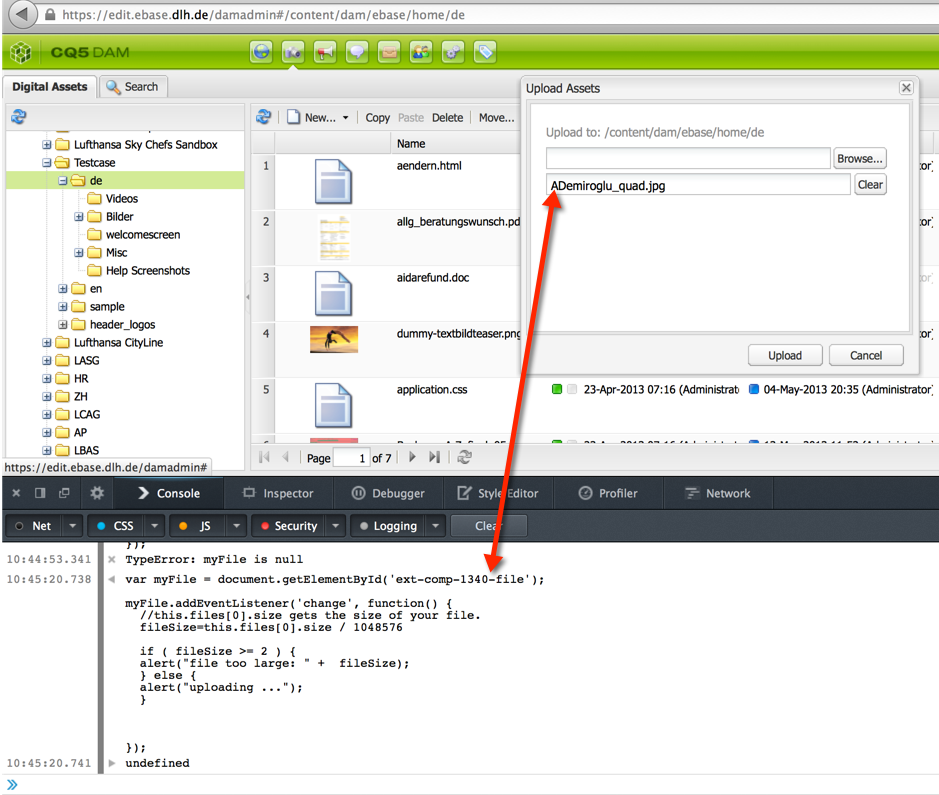 https://edit.ebase.dlh.de/damadmin#/content/dam/ebase/home/de
CQ5 DAM
Digital Assets
Search
Lufthansa Sky Chefs Sandbox
Testcase
de
Videos
Bilder
welcomescreen
Misc
Help Screenshots
en
sample
header_logos
Lufthansa CityLine
LASG
HR
ZH
LCAG
AP
LBAS
https://edit.ebase.dlh.de/damadmin#
New...
Copy
Paste
Delete
Move...
Name
1
aendern.html
2
allg_beratungswunsch.pd
3
aidarefund.doc
4
dummy-textbildteaser.png
5
application.css
23-Apr-2013 07:16 (Administrato
04-May-2013 20:35 (Administrator)
Page 1 of 7
Upload Assets
Upload to: /content/dam/ebase/home/de
Browse...
ADemiroglu_quad.jpg
Clear
Upload
Cancel
Console
Inspector
Debugger
Style Editor
Profiler
Network
Net
CSS
JS
Security
Logging
Clear
});
10:44:53.341
TypeError: myFile is null
10:45:20.738
var myFile = document.getElementById('ext-comp-1340-file');
myFile.addEventListener('change', function() {
//this.files[0].size gets the size of your file.
fileSize=this.files[0].size / 1048576
if ( fileSize >= 2 ) {
alert("file too large: " +  fileSize);
} else {
alert("uploading ...");
}
});
10:45:20.741
undefined